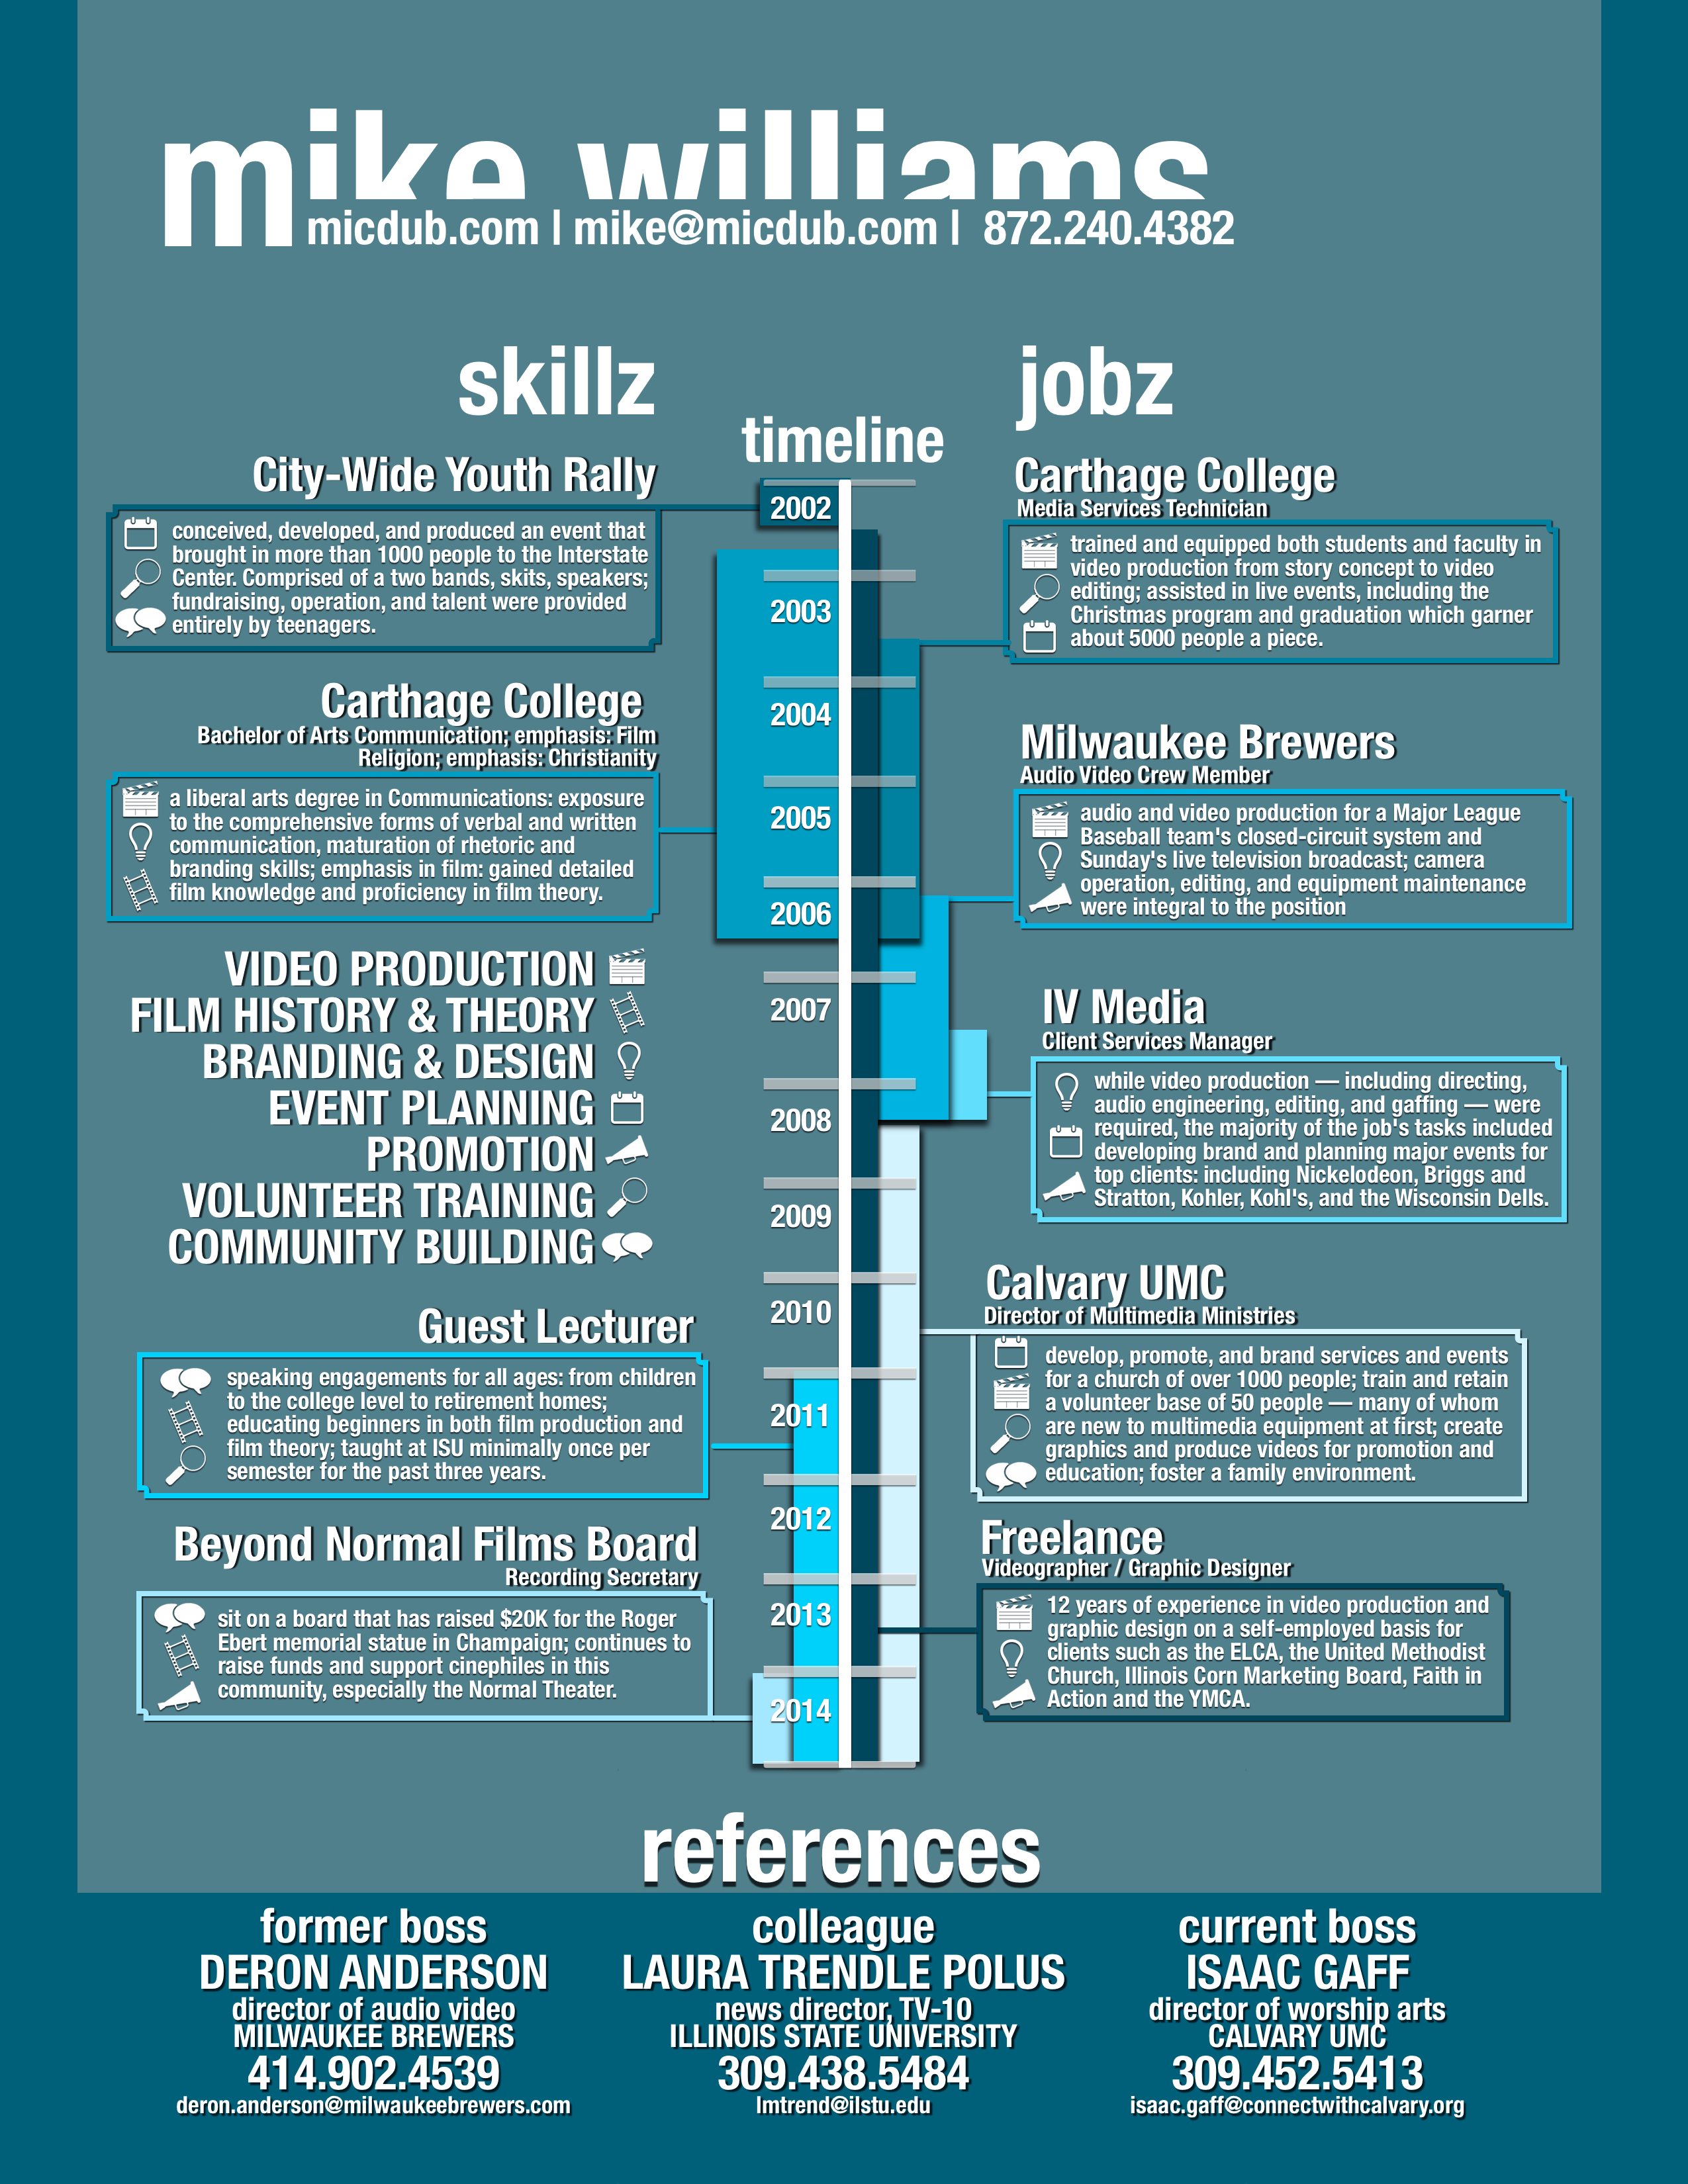 mike williams
micdub.com | mike@micdub.com | 872.240.4382
skillz
City-Wide Youth Rally
conceived, developed, and produced an event that
brought in more than 1000 people to the Interstate
Center. Comprised of a two bands, skits, speakers;
fundraising, operation, and talent were provided
entirely by teenagers.
Carthage College
Bachelor of Arts Communication; emphasis: Film
Religion; emphasis: Christianity
a liberal arts degree in Communications: exposure
to the comprehensive forms of verbal and written
communication, maturation of rhetoric and
branding skills; emphasis in film: gained detailed
film knowledge and proficiency in film theory.
VIDEO PRODUCTION
FILM HISTORY & THEORY
BRANDING & DESIGN
EVENT PLANNING
PROMOTION
VOLUNTEER TRAINING
COMMUNITY BUILDING
Guest Lecturer
speaking engagements for all ages: from children
to the college level to retirement homes;
educating beginners in both film production and
film theory; taught at ISU minimally once per
semester for the past three years.
Beyond Normal Films Board
Recording Secretary
sit on a board that has raised $20K for the Roger
Ebert memorial statue in Champaign; continues to
raise funds and support cinephiles in this
community, especially the Normal Theater.
timeline
2002
2003
2004
2005
2006
2007
2008
2009
2010
2011
2012
2013
2014
jobz
Carthage College
Media Services Technician
trained and equipped both students and faculty in
video production from story concept to video
editing; assisted in live events, including the
Christmas program and graduation which garner
about 5000 people a piece.
Milwaukee Brewers
Audio Video Crew Member
audio and video production for a Major League
Baseball team's closed-circuit system and
Sunday's live television broadcast; camera
operation, editing, and equipment maintenance
were integral to the position
IV Media
Client Services Manager
while video production — including directing,
audio engineering, editing, and gaffing — were
required, the majority of the job's tasks included
developing brand and planning major events for
top clients: including Nickelodeon, Briggs and
Stratton, Kohler, Kohl's, and the Wisconsin Dells.
Calvary UMC
Director of Multimedia Ministries
develop, promote, and brand services and events
for a church of over 1000 people; train and retain
a volunteer base of 50 people — many of whom
are new to multimedia equipment at first; create
graphics and produce videos for promotion and
education; foster a family environment.
Freelance
Videographer / Graphic Designer
12 years of experience in video production and
graphic design on a self-employed basis for
clients such as the ELCA, the United Methodist
Church, Illinois Corn Marketing Board, Faith in
Action and the YMCA.
references
former boss
DERON ANDERSON
director of audio video
MILWAUKEE BREWERS
414.902.4539
deron.anderson@milwaukeebrewers.com
colleague
LAURA TRENDLE POLUS
news director, TV-10
ILLINOIS STATE UNIVERSITY
309.438.5484
lmtrend@ilstu.edu
current boss
ISAAC GAFF
director of worship arts
CALVARY UMC
309.452.5413
isaac.gaff@connectwithcalvary.org